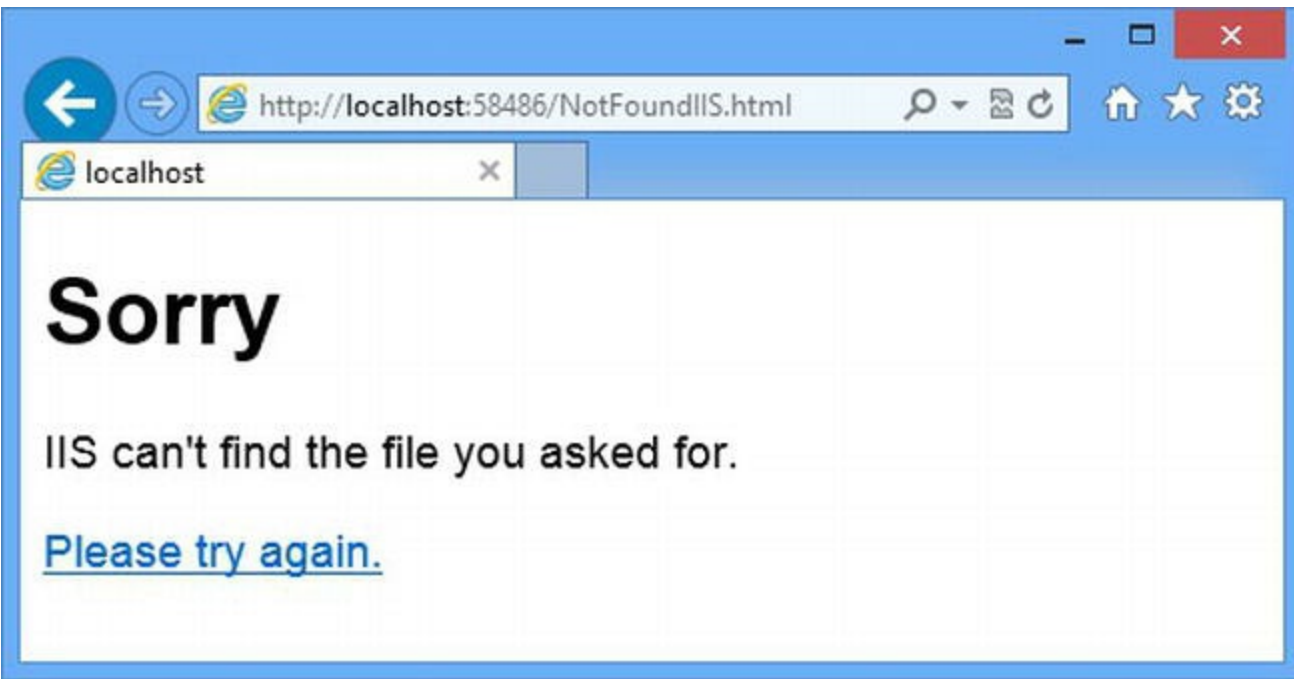 http://localhost:58486/NotFoundIIS.html
localhost
Sorry
IIS can't find the file you asked for.
Please try again.